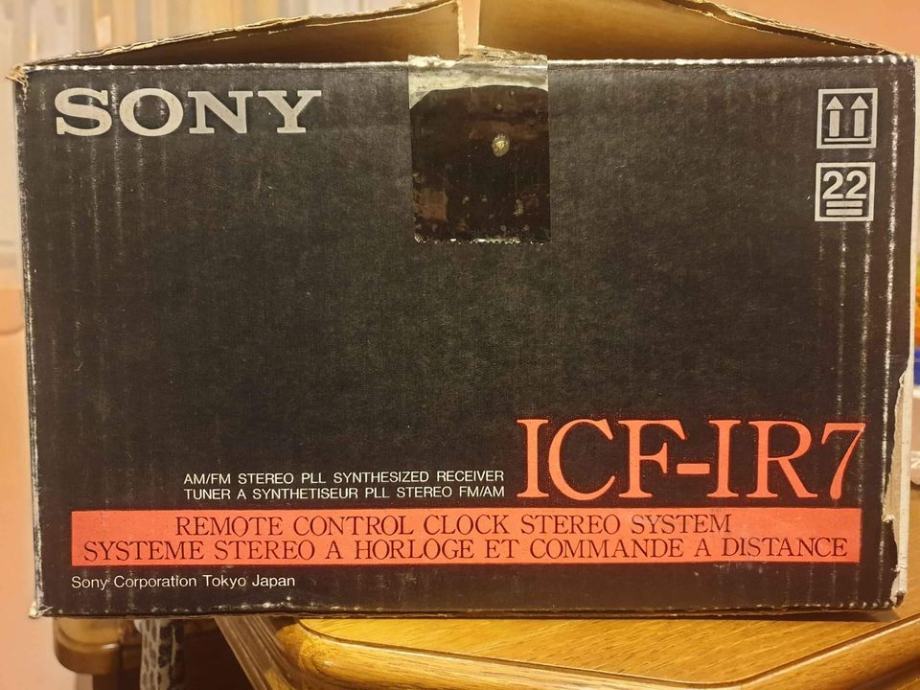 SONY
22
ICF-IR7
AM/FM STEREO PLL SYNTHESIZED RECEIVER
TUNER A SYNTHETISEUR PLL STEREO FM/AM
REMOTE CONTROL CLOCK STEREO SYSTEM
SYSTEME STEREO A HORLOGE ET COMMANDE A DISTANCE
Sony Corporation Tokyo Japan